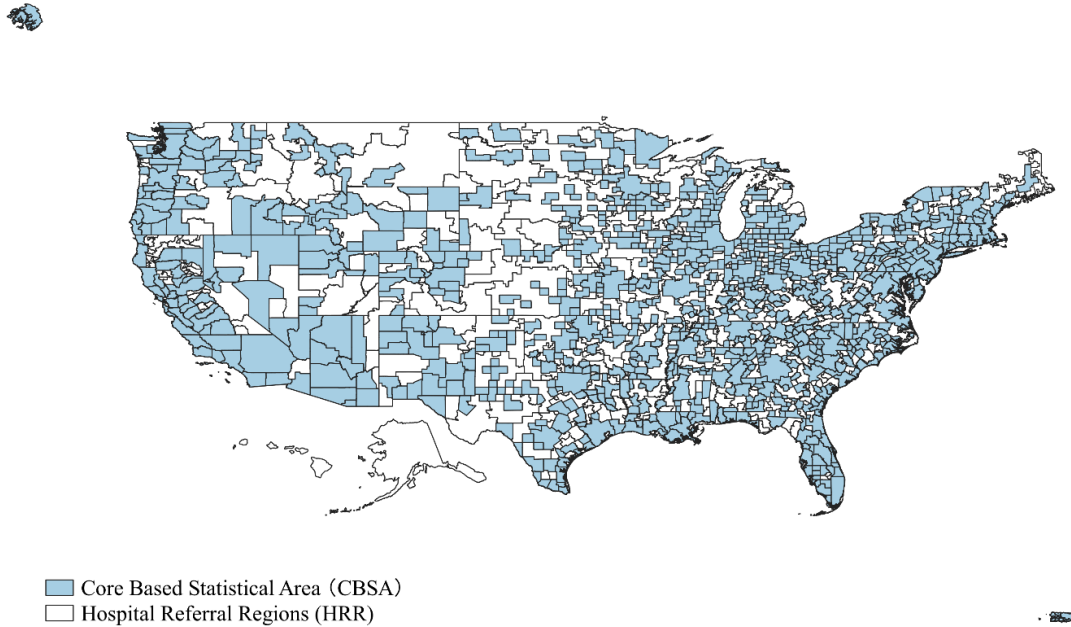 Core Based Statistical Area（CBSA）
Hospital Referral Regions (HRR)